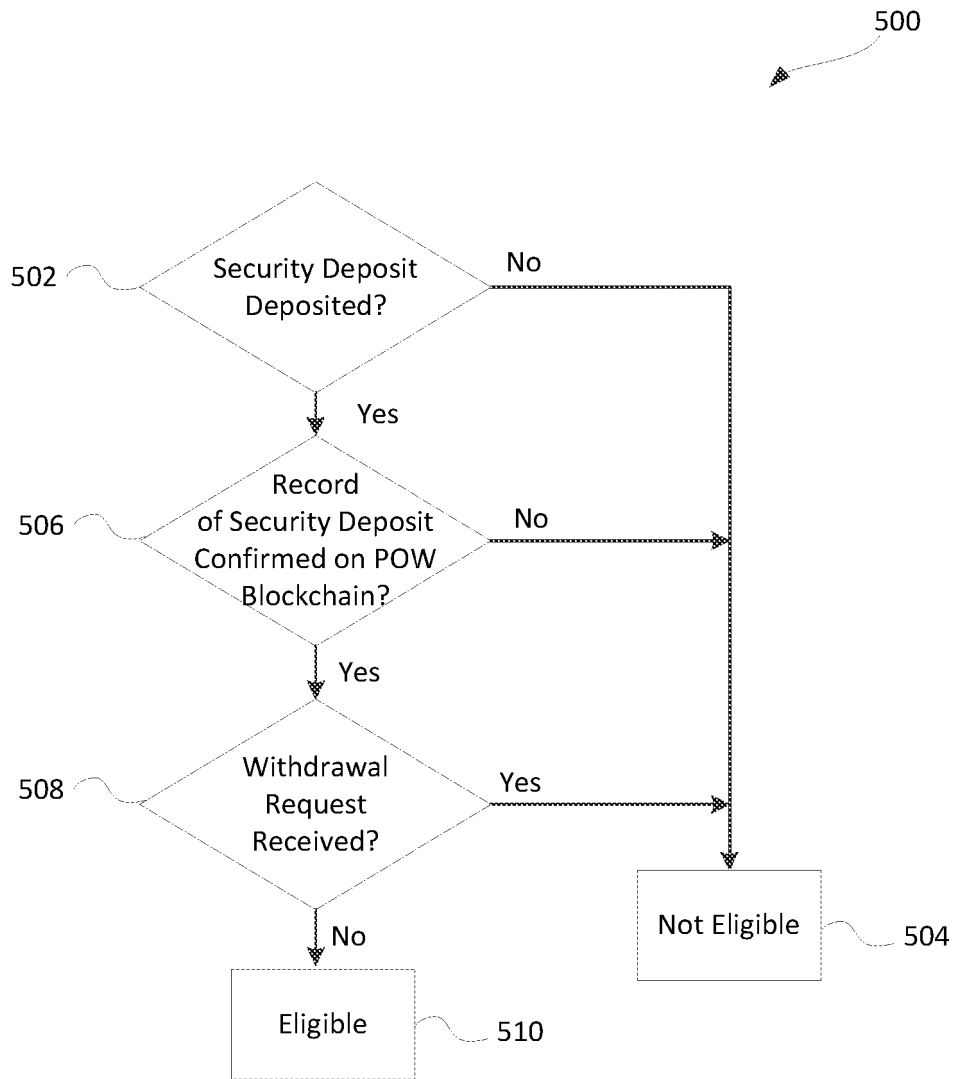 500
502
Security Deposit
Deposited?
No
Yes
506
Record
of Security Deposit
Confirmed on POW
Blockchain?
No
Yes
508
Withdrawal
Request
Received?
Yes
No
Not Eligible
504
Eligible
510